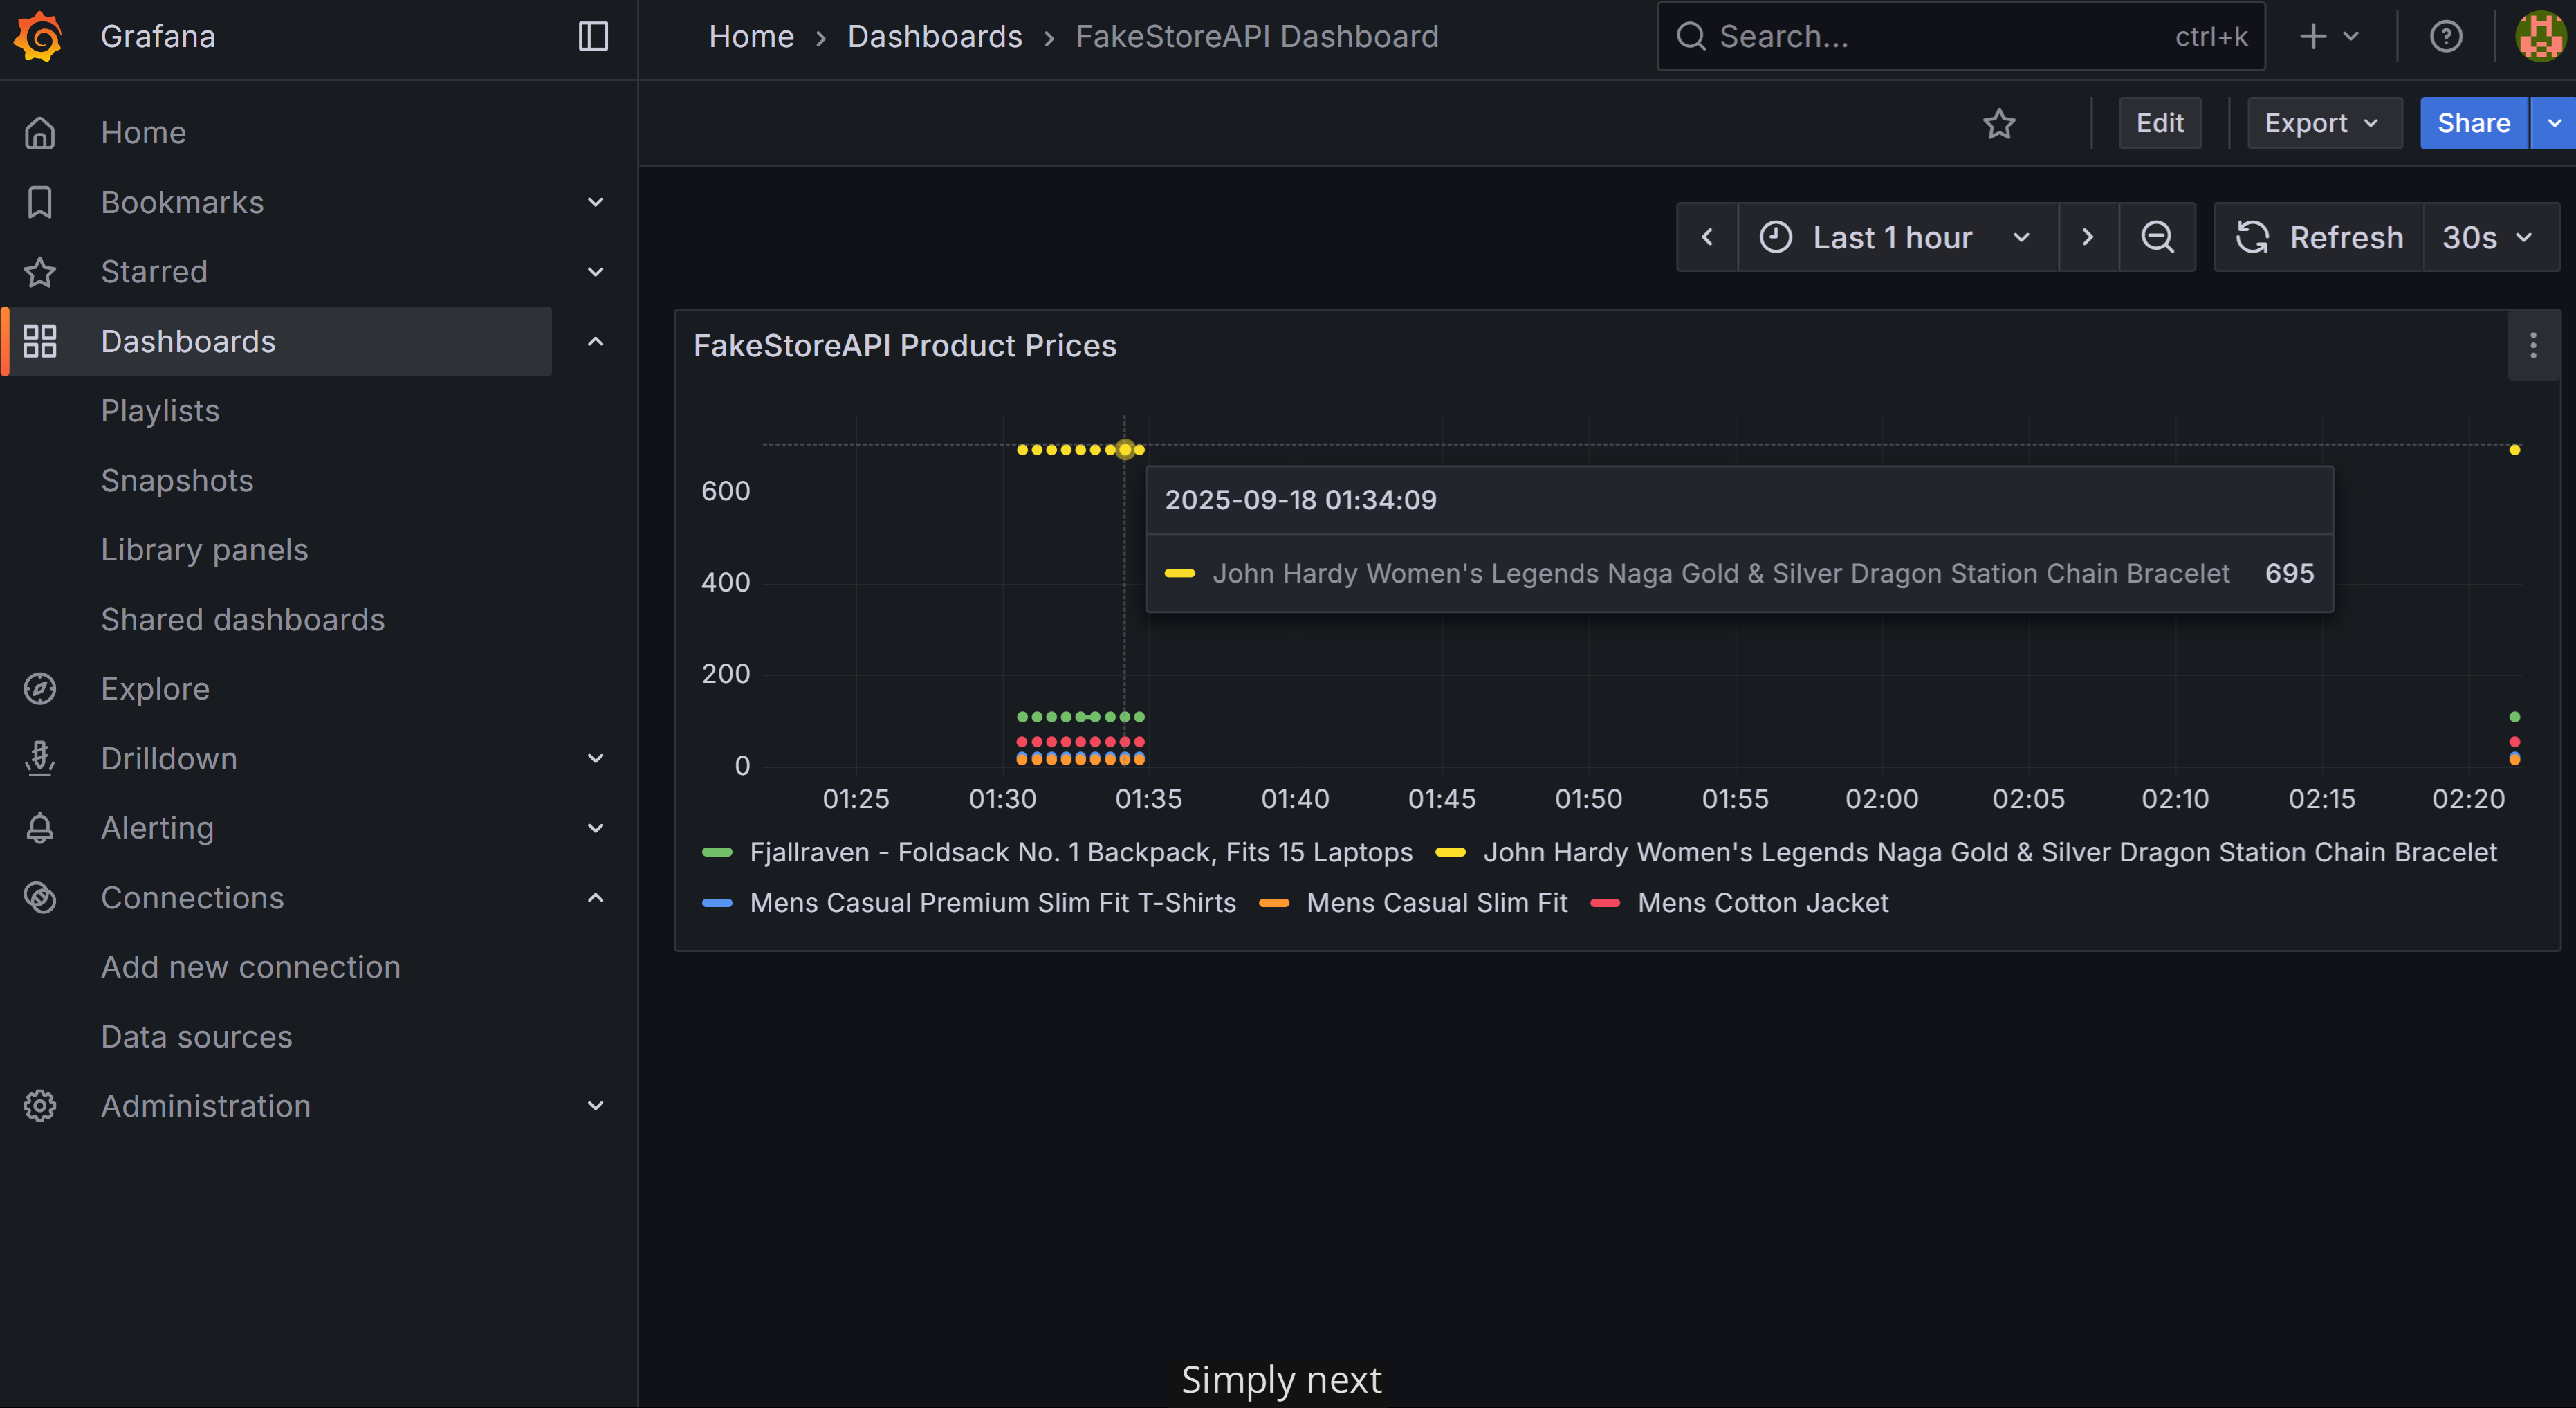 Grafana
Home › Dashboards › FakeStoreAPI Dashboard
Search...
ctrl+k
Edit
Export
Share
Home
Bookmarks
Starred
Dashboards
Playlists
Snapshots
Library panels
Shared dashboards
Explore
Drilldown
Alerting
Connections
Add new connection
Data sources
Administration
Last 1 hour
Refresh
30s
FakeStoreAPI Product Prices
600
400
200
0
2025-09-18 01:34:09
John Hardy Women's Legends Naga Gold & Silver Dragon Station Chain Bracelet 695
01:25 01:30 01:35 01:40 01:45 01:50 01:55 02:00 02:05 02:10 02:15 02:20
Fjallraven - Foldsack No. 1 Backpack, Fits 15 Laptops John Hardy Women's Legends Naga Gold & Silver Dragon Station Chain Bracelet
Mens Casual Premium Slim Fit T-Shirts Mens Casual Slim Fit Mens Cotton Jacket
Simply next